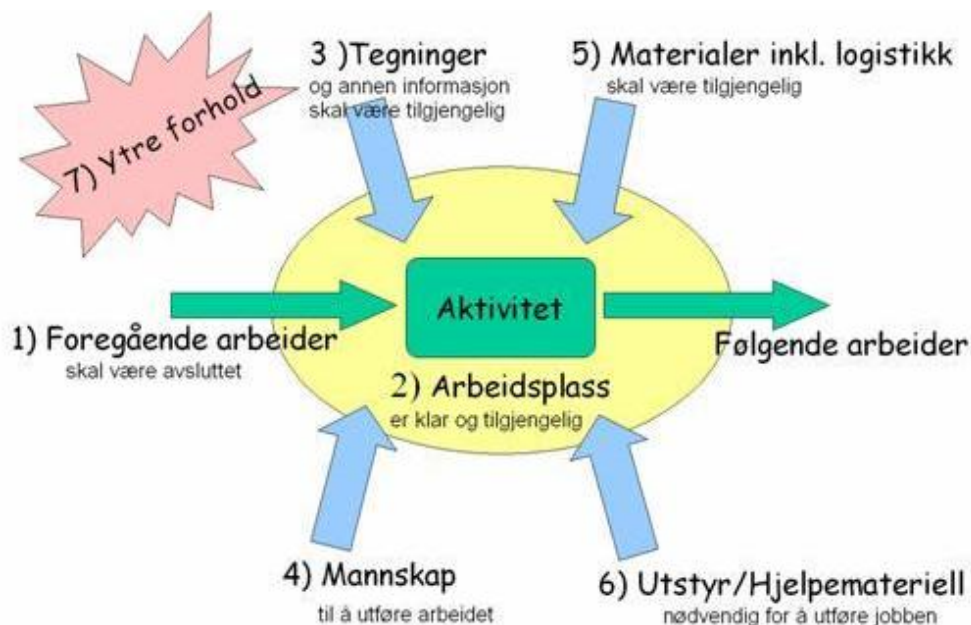 3 )Tegninger
og annen informasjon
skal være tilgjengelig
5) Materialer inkl. logistikk
skal være tilgjengelig
7) Ytre forhold
Aktivitet
1) Foregående arbeider
skal være avsluttet
Følgende arbeider
2) Arbeidsplass
er klar og tilgjengelig
4) Mannskap
til å utføre arbeidet
6) Utstyr/Hjelpemateriell
nødvendig for å utføre jobben